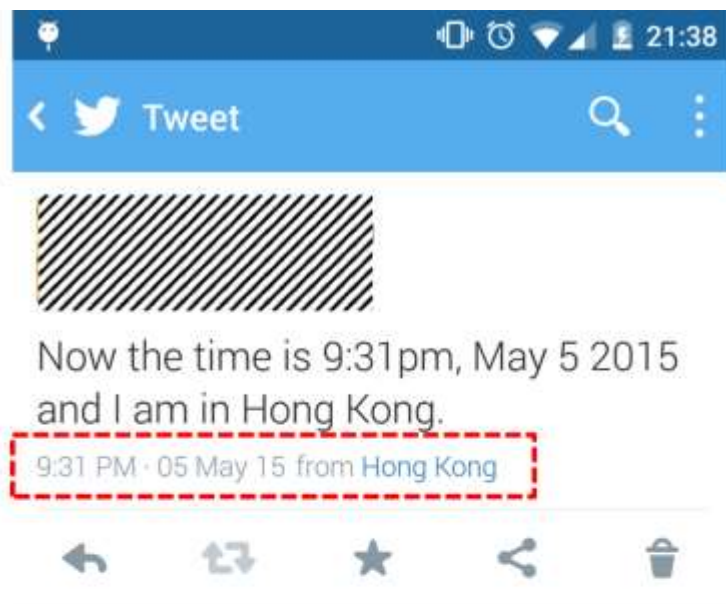 21:38
Tweet
Now the time is 9:31pm, May 5 2015
and I am in Hong Kong.
9:31 PM · 05 May 15 from Hong Kong